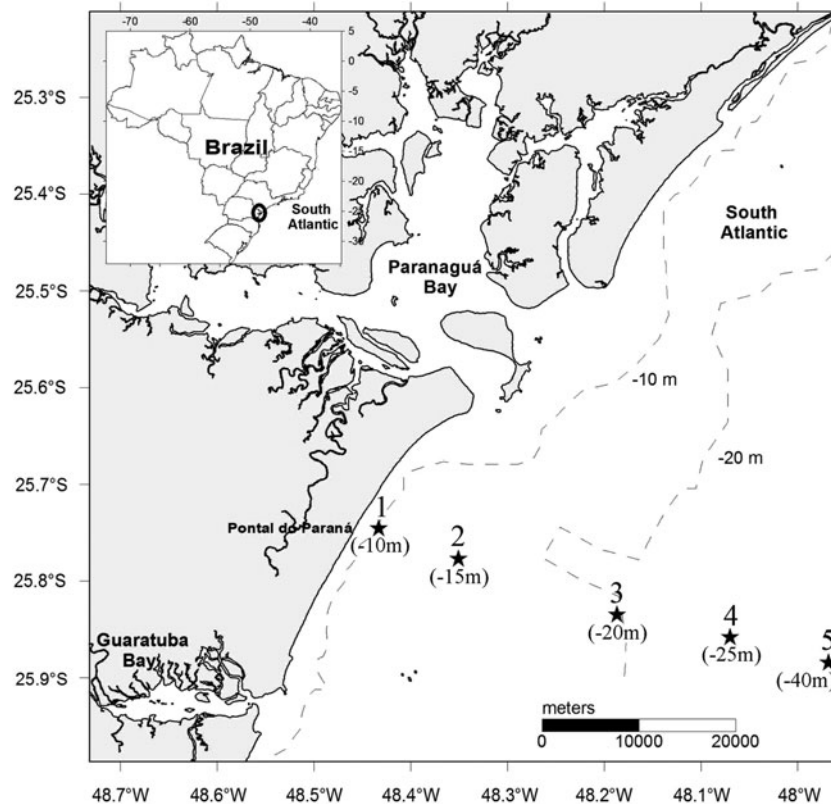 -70 -60 -50 -40
5
0
-5
-10
-15
-20
-25
-30
Brazil
South
Atlantic
25.3°S
25.4°S
25.5°S
25.6°S
25.7°S
25.8°S
25.9°S
South
Atlantic
Paranaguá
Bay
-10 m
-20 m
Pontal do Paraná
1
(-10m)
2
(-15m)
3
(-20m)
4
(-25m)
5
(-40m)
Guaratuba
Bay
meters
0 10000 20000
48.7°W 48.6°W 48.5°W 48.4°W 48.3°W 48.2°W 48.1°W 48°W